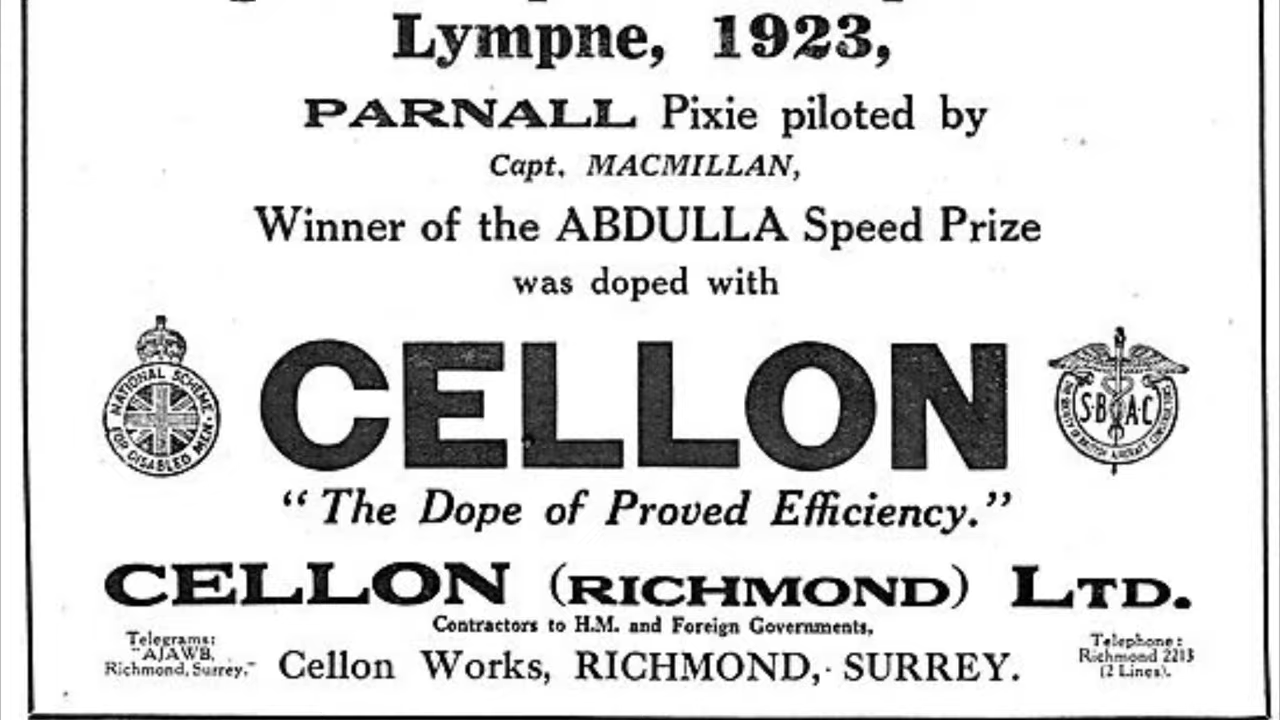 Lympne, 1923,
PARNALL Pixie piloted by
Capt. MACMILLAN,
Winner of the ABDULLA Speed Prize
was doped with
NATIONAL SCHEME
FOR DISABLED MEN
CELLON
S·B A·C
"The Dope of Proved Efficiency."
CELLON (RICHMOND) LTD.
Contractors to H.M. and Foreign Governments,
Telegrams:
"AJAWB,
Richmond, Surrey."
Cellon Works, RICHMOND, SURREY.
Telephone:
Richmond 2213
(2 Lines).